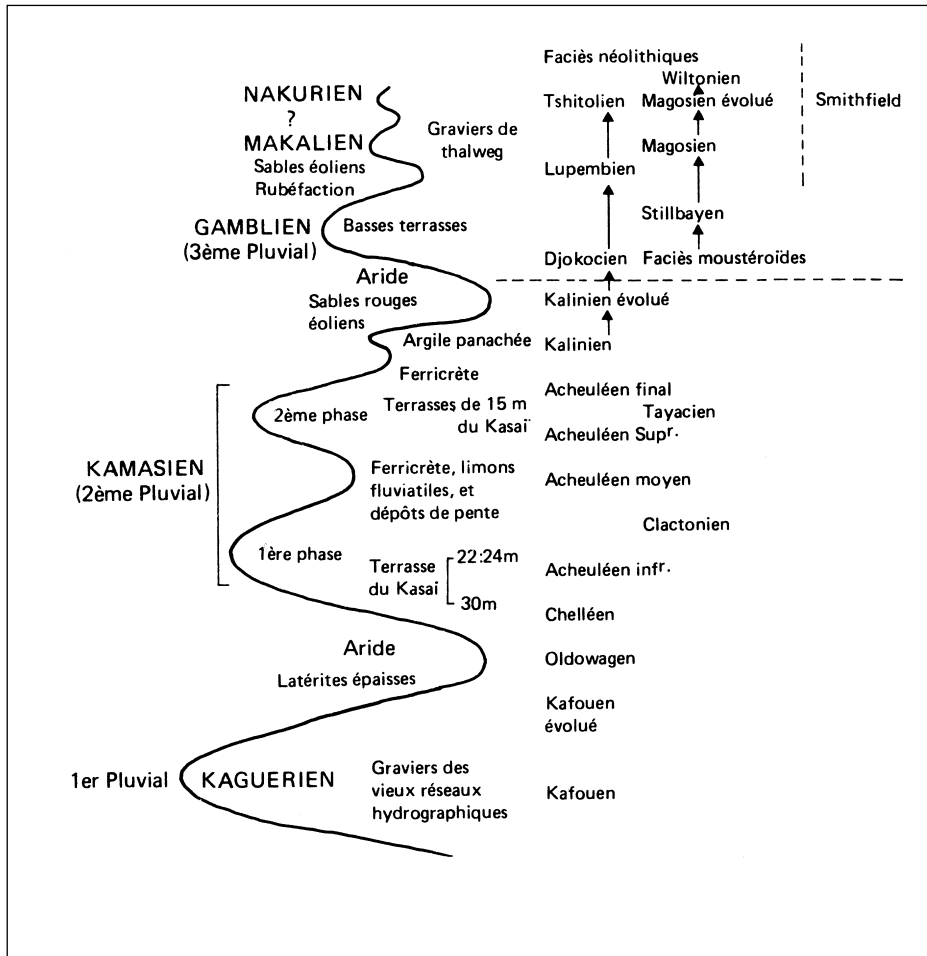 Faciès néolithiques
Wiltonien
NAKURIEN
Tshitolien
Magosien évolué
Smithfield
?
Graviers de
thalweg
MAKALIEN
Magosien
Sables éoliens
Rubéfaction
Lupembien
Stillbayen
GAMBLIEN
(3ème Pluvial)
Basses terrasses
Djokocien
Faciès moustéroïdes
Aride
Sables rouges
éoliens
Kalinien évolué
Argile panachée
Kalinien
Ferricrète
Acheuléen final
2ème phase
Terrasses de 15 m
du Kasaï
Tayacien
Acheuléen Supr.
KAMASIEN
(2ème Pluvial)
Ferricrète, limons
fluviatiles, et
dépôts de pente
Acheuléen moyen
Clactonien
1ère phase
Terrasse
du Kasai
22:24m
30m
Acheuléen infr.
Chelléen
Aride
Oldowagen
Latérites épaisses
Kafouen
évolué
1er Pluvial
KAGUERIEN
Graviers des
vieux réseaux
hydrographiques
Kafouen